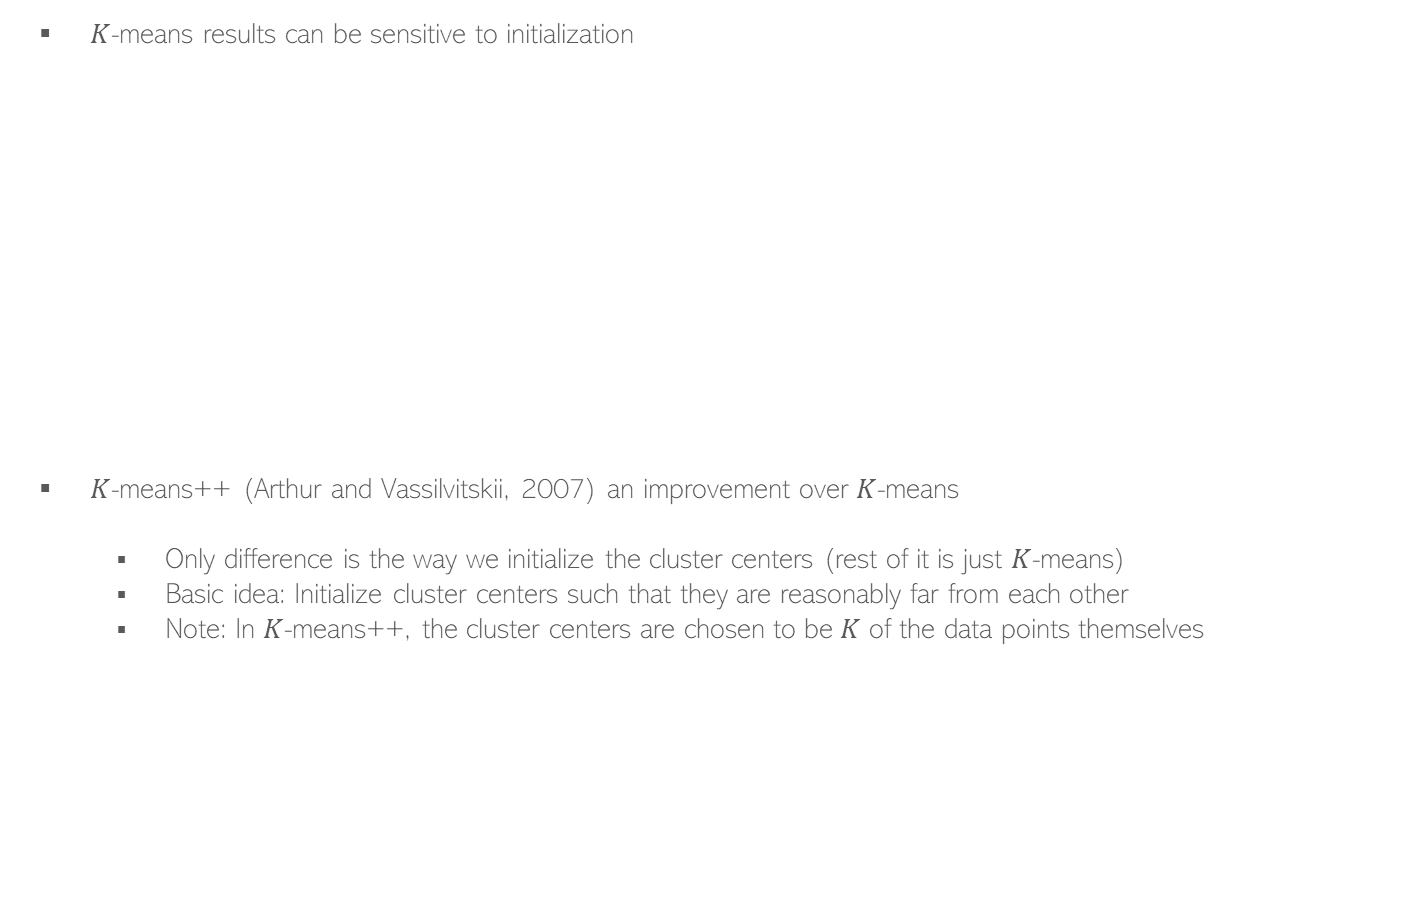 ▪ K-means results can be sensitive to initialization
▪ K-means++ (Arthur and Vassilvitskii, 2007) an improvement over K-means
▪ Only difference is the way we initialize the cluster centers (rest of it is just K-means)
▪ Basic idea: Initialize cluster centers such that they are reasonably far from each other
▪ Note: In K-means++, the cluster centers are chosen to be K of the data points themselves